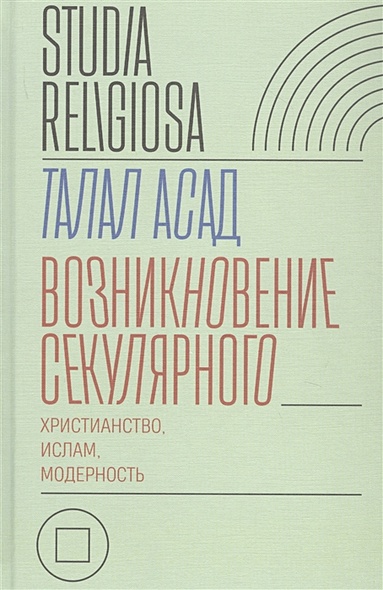 STUDIA
RELIGIOSA
ТАЛАЛ АСАД
ВОЗНИКНОВЕНИЕ
СЕКУЛЯРНОГО
ХРИСТИАНСТВО,
ИСЛАМ,
МОДЕРНОСТЬ